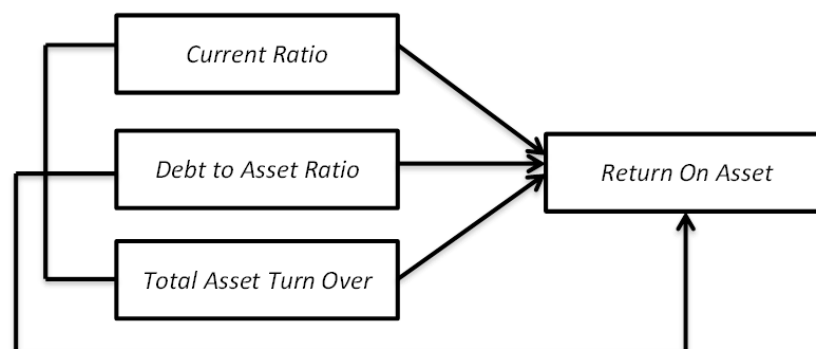 Current Ratio
Debt to Asset Ratio
Return On Asset
Total Asset Turn Over